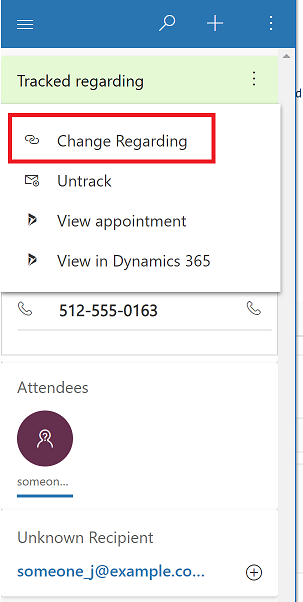 Tracked regarding
Change Regarding
Untrack
View appointment
View in Dynamics 365
512-555-0163
Attendees
someon...
Unknown Recipient
someone_j@example.co...